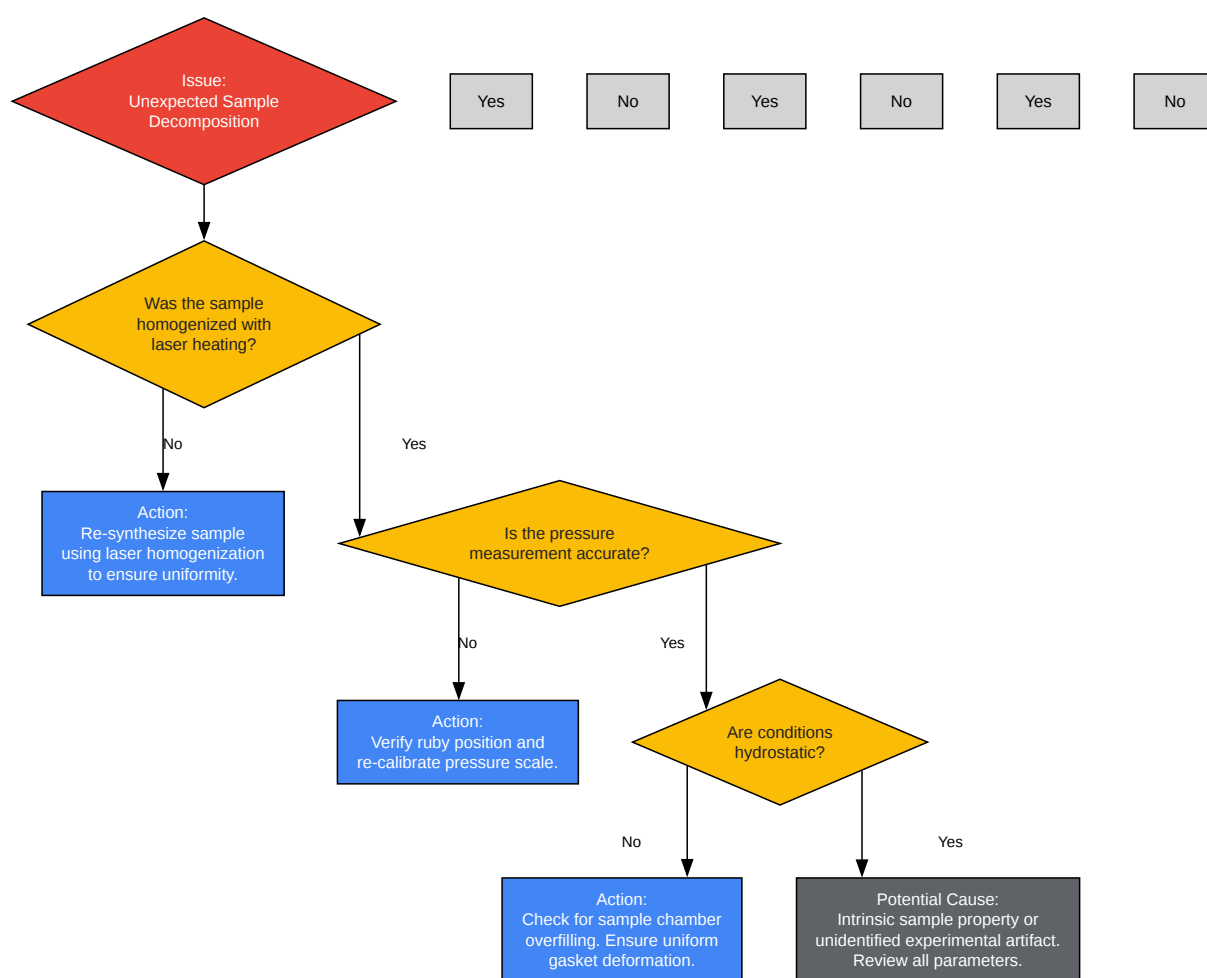 Issue:
Unexpected Sample
Decomposition
Yes
No
Yes
No
Yes
No
Was the sample
homogenized with
laser heating?
No
Yes
Action:
Re-synthesize sample
using laser homogenization
to ensure uniformity.
Is the pressure
measurement accurate?
No
Yes
Action:
Verify ruby position and
re-calibrate pressure scale.
Are conditions
hydrostatic?
No
Yes
Action:
Check for sample chamber
overfilling. Ensure uniform
gasket deformation.
Potential Cause:
Intrinsic sample property or
unidentified experimental artifact.
Review all parameters.